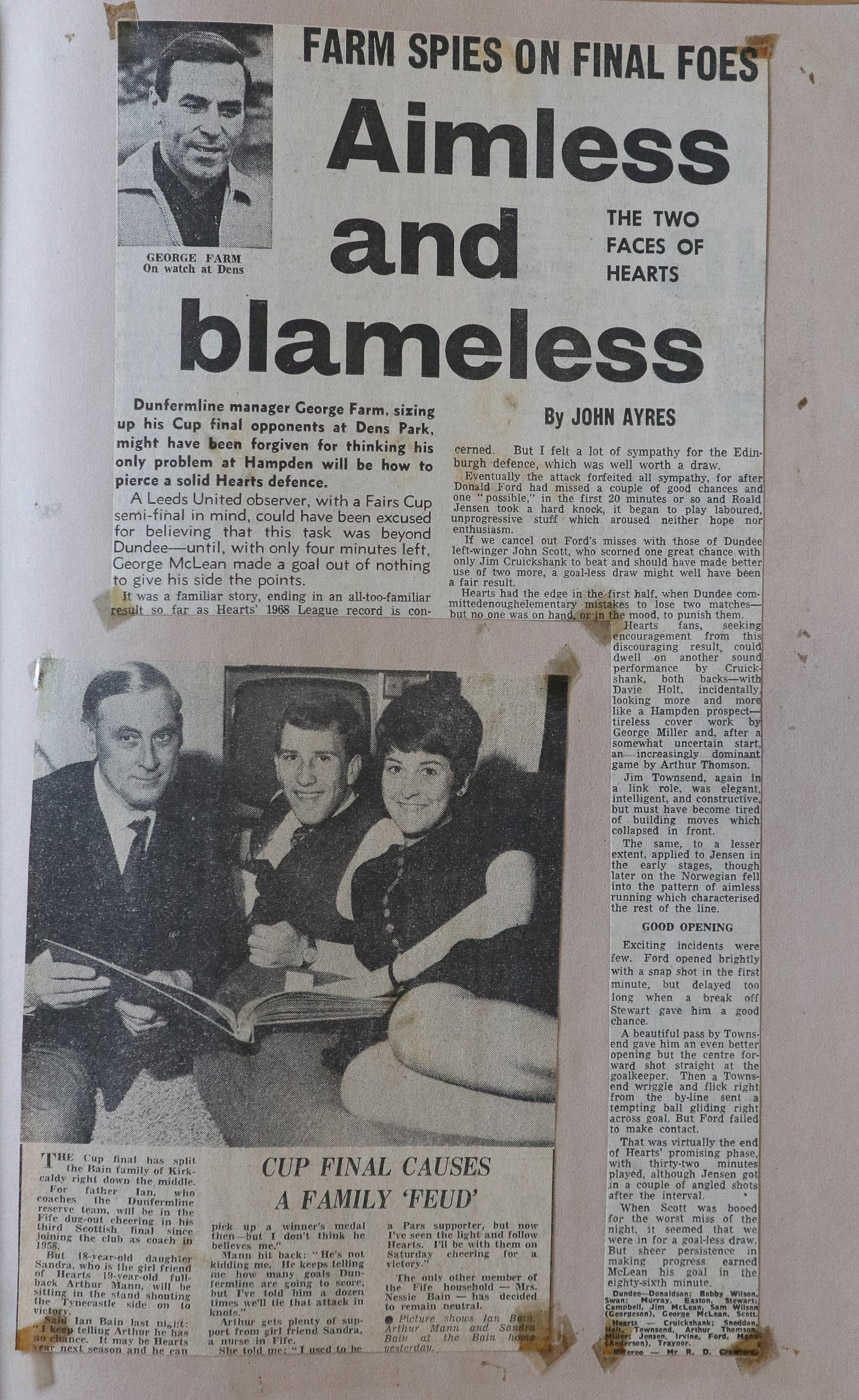 FARM SPIES ON FINAL FOES
Aimless
and
blameless
THE TWO
FACES OF
HEARTS
GEORGE FARM
On watch at Dens
Dunfermline manager George Farm, sizing
up his Cup final opponents at Dens Park,
might have been forgiven for thinking his
only problem at Hampden will be how to
pierce a solid Hearts defence.
A Leeds United observer, with a Fairs Cup
semi-final in mind, could have been excused
for believing that this task was beyond
Dundee—until, with only four minutes left,
George McLean made a goal out of nothing
to give his side the points.
It was a familiar story, ending in an all-too-familiar
result so far as Hearts' 1968 League record is con-
By JOHN AYRES
cerned. But I felt a lot of sympathy for the Edin-
burgh defence, which was well worth a draw.
Eventually the attack forfeited all sympathy, for after
Donald Ford had missed a couple of good chances and
one "possible," in the first 20 minutes or so and Roald
Jensen took a hard knock, it began to play laboured,
unprogressive stuff which aroused neither hope nor
enthusiasm.
If we cancel out Ford's misses with those of Dundee
left-winger John Scott, who scorned one great chance with
only Jim Cruickshank to beat and should have made better
use of two more, a goal-less draw might well have been
a fair result.
Hearts had the edge in the first half, when Dundee com-
mittedenoughelementary mistakes to lose two matches—
but no one was on hand, or in the mood, to punish them.
Hearts fans, seeking
encouragement from this
discouraging result, could
dwell on another sound
performance by Cruick-
shank, both backs—with
Davie Holt, incidentally,
looking more and more
like a Hampden prospect—
tireless cover work by
George Miller and, after a
somewhat uncertain start,
an increasingly dominant
game by Arthur Thomson.
Jim Townsend, again in
a link role, was elegant,
intelligent, and constructive,
but must have become tired
of building moves which
collapsed in front.
The same, to a lesser
extent, applied to Jensen in
the early stages, though
later on the Norwegian fell
into the pattern of aimless
running which characterised
the rest of the line.
GOOD OPENING
Exciting incidents were
few. Ford opened brightly
with a snap shot in the first
minute, but delayed too
long when a break off
Stewart gave him a good
chance.
A beautiful pass by Towns-
end gave him an even better
opening but the centre for-
ward shot straight at the
goalkeeper. Then a Towns-
end wriggle and flick right
from the by-line sent a
tempting ball gliding right
across goal. But Ford failed
to make contact.
That was virtually the end
of Hearts' promising phase,
with thirty-two minutes
played, although Jensen got
in a couple of angled shots
after the interval.
When Scott was booed
for the worst miss of the
night, it seemed that we
were in for a goal-less draw.
But sheer persistence in
making progress earned
McLean his goal in the
eighty-sixth minute.
Dundee—Donaldson; Bobby Wilson,
Swan; Murray, Easton, Stewart;
Campbell, Jim McLean, Sam Wilson
(Georgeson), George McLean, Scott.
Hearts — Cruickshank; Sneddon,
Holt; Townsend, Arthur Thomson,
Miller; Jensen, Irvine, Ford, Mann
(Anderson), Traynor.
Referee — Mr R. D.
CUP FINAL CAUSES
A FAMILY 'FEUD'
THE Cup final has split
the Bain family of Kirk-
caldy right down the middle.
For father Ian, who
coaches the Dunfermline
reserve team, will be in the
Fife dug-out cheering in his
third Scottish final since
joining the club as coach in
1958.
But 18-year-old daughter
Sandra, who is the girl friend
of Hearts 19-year-old full-
back Arthur Mann, will be
sitting in the stand shouting
the Tynecastle side on to
victory.
Said Ian Bain last night:
"I keep telling Arthur he has
no chance. It may be Hearts
year next season and he can
pick up a winner's medal
then—but I don't think he
believes me."
Mann hit back: "He's not
kidding me. He keeps telling
me how many goals Dun-
fermline are going to score,
but I've told him a dozen
times we'll tie that attack in
knots."
Arthur gets plenty of sup-
port from girl friend Sandra,
a nurse in Fife.
She told me: "I used to be
a Pars supporter, but now
I've seen the light and follow
Hearts. I'll be with them on
Saturday cheering for a
victory."
The only other member of
the Fife household — Mrs.
Nessie Bain — has decided
to remain neutral.
● Picture shows Ian Bain,
Arthur Mann and Sandra
Bain at the Bain home
yesterday.